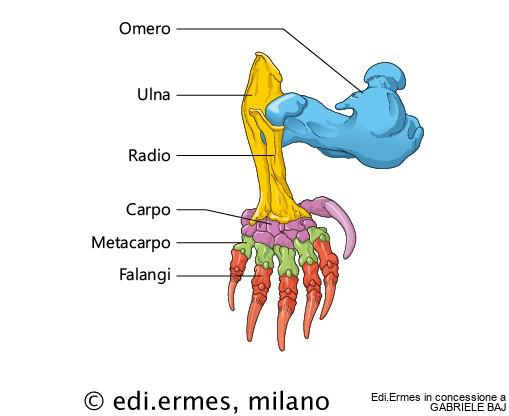 Omero
Ulna
Radio
Carpo
Metacarpo
Falangi
© edi.ermes, milano
Edi.Ermes in concessione a
GABRIELE BAJ